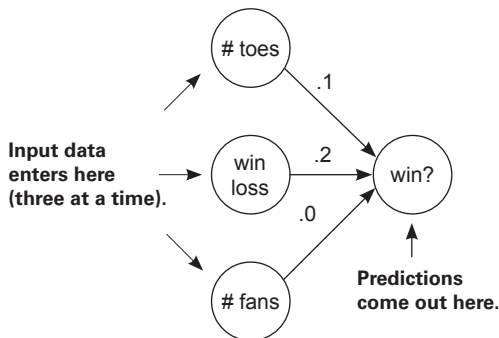 # toes
.1
Input data
enters here
(three at a time).
win
loss
.2
win?
.0
# fans
Predictions
come out here.